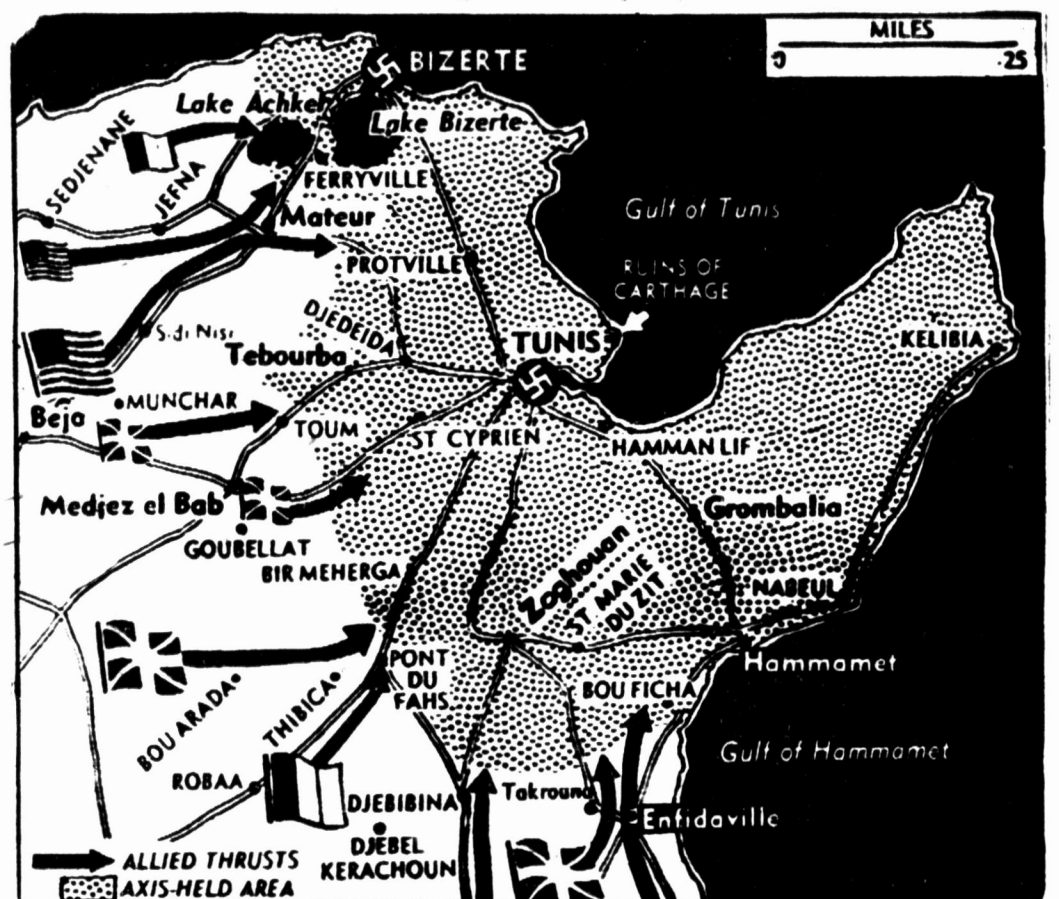 MILES
0 25
BIZERTE
Lake Achkel
Lake Bizerte
SEDJENANE
JEFNA
FERRYVILLE
Mateur
Gulf of Tunis
PROTVILLE
RUINS OF
CARTHAGE
DJEDEIDA
S.di Nisi
TUNIS
KELIBIA
Tebourba
MUNCHAR
Beja
TOUM
ST CYPRIEN
HAMMAN LIF
Medjez el Bab
Grombalia
GOUBELLAT
BIR MEHERGA
Zaghouan
ST MARIE
DU ZIT
NABEUL
PONT
DU
FAHS
Hammamet
BOU FICHA
BOU ARADA
THIBICA
Gulf of Hammamet
ROBAA
DJEBIBINA
Takrouna
Enfidaville
DJEBEL
KERACHOUN
ALLIED THRUSTS
AXIS-HELD AREA